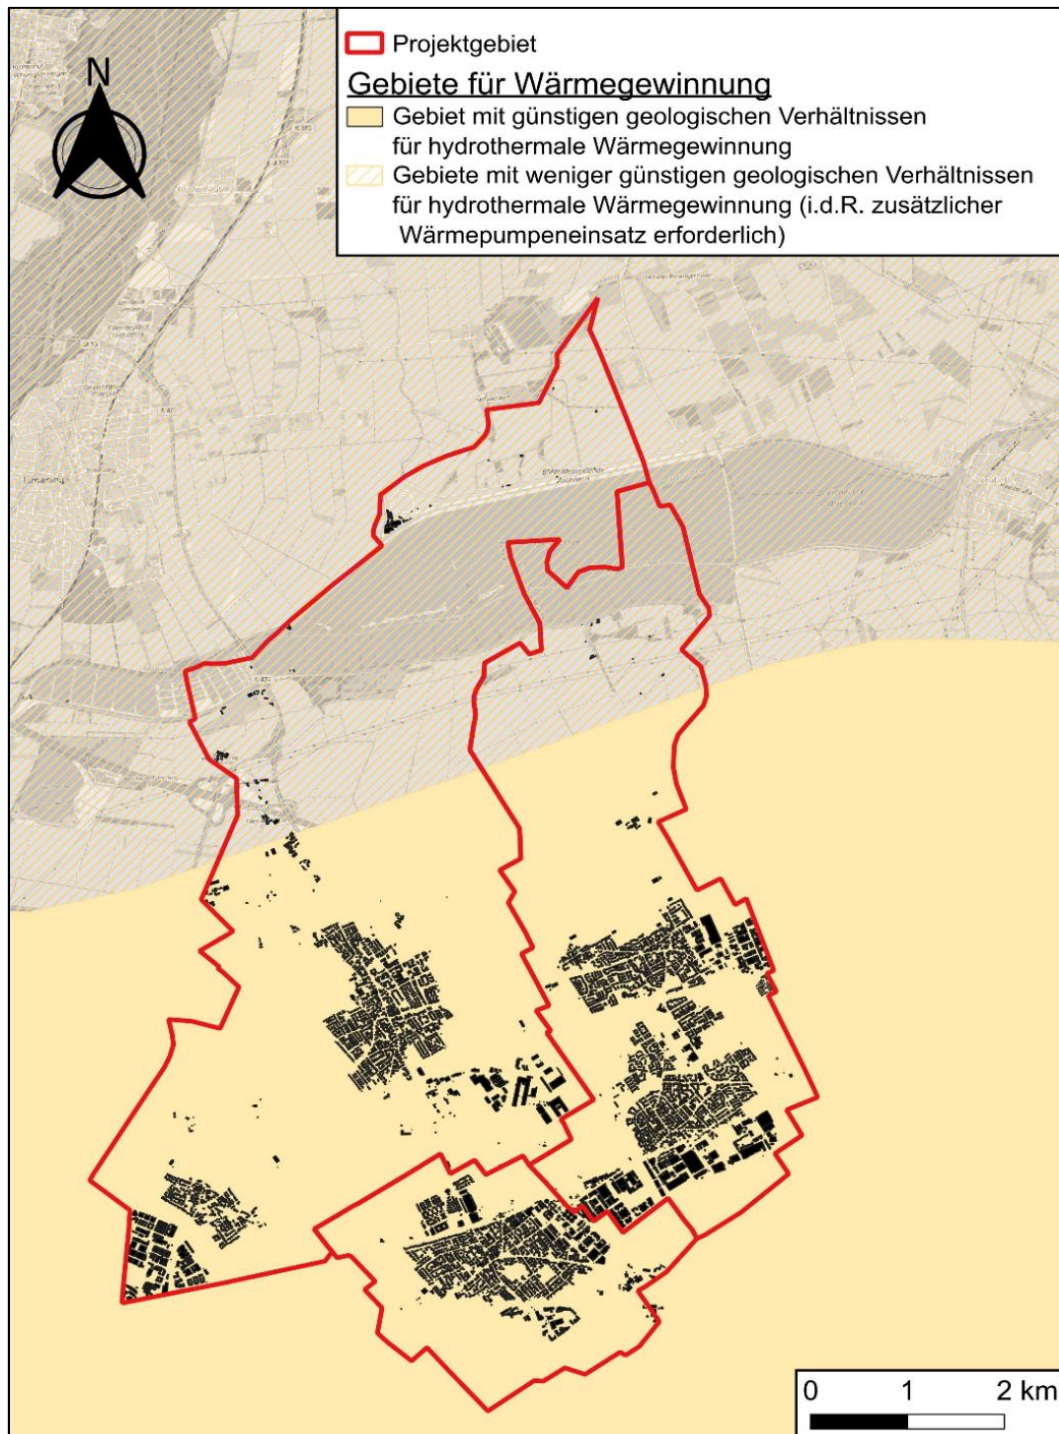 N
Projektgebiet
Gebiete für Wärmegewinnung
Gebiet mit günstigen geologischen Verhältnissen
für hydrothermale Wärmegewinnung
Gebiete mit weniger günstigen geologischen Verhältnissen
für hydrothermale Wärmegewinnung (i.d.R. zusätzlicher
Wärmepumpeneinsatz erforderlich)
0 1 2 km